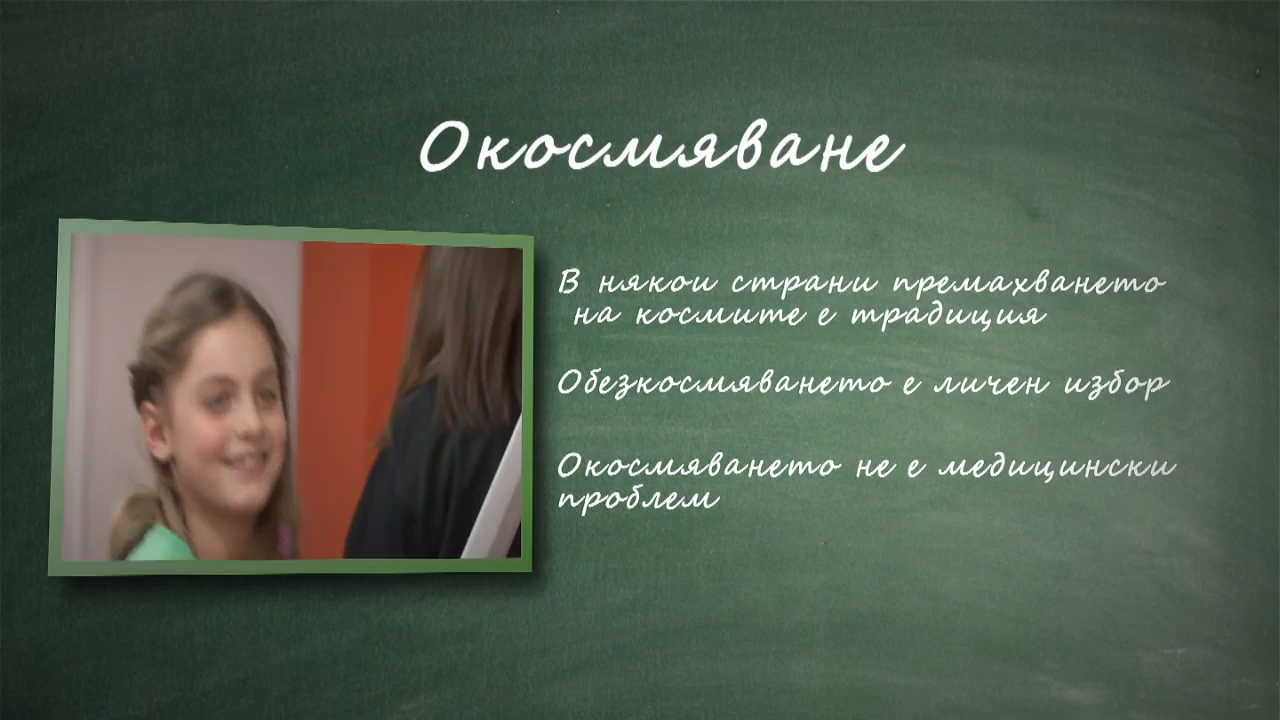 Окосмяване
В някои страни премахването
на космите е традиция
Обезкосмяването е личен избор
Окосмяването не е медицински
проблем